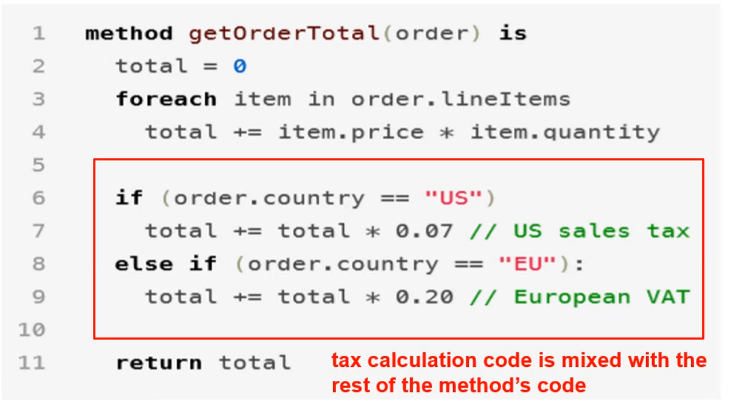 1 method getOrderTotal(order) is
2 total = 0
3 foreach item in order.lineItems
4 total += item.price * item.quantity
5
6 if (order.country == "US")
7 total += total * 0.07 // US sales tax
8 else if (order.country == "EU"):
9 total += total * 0.20 // European VAT
10
11 return total
tax calculation code is mixed with the
rest of the method’s code